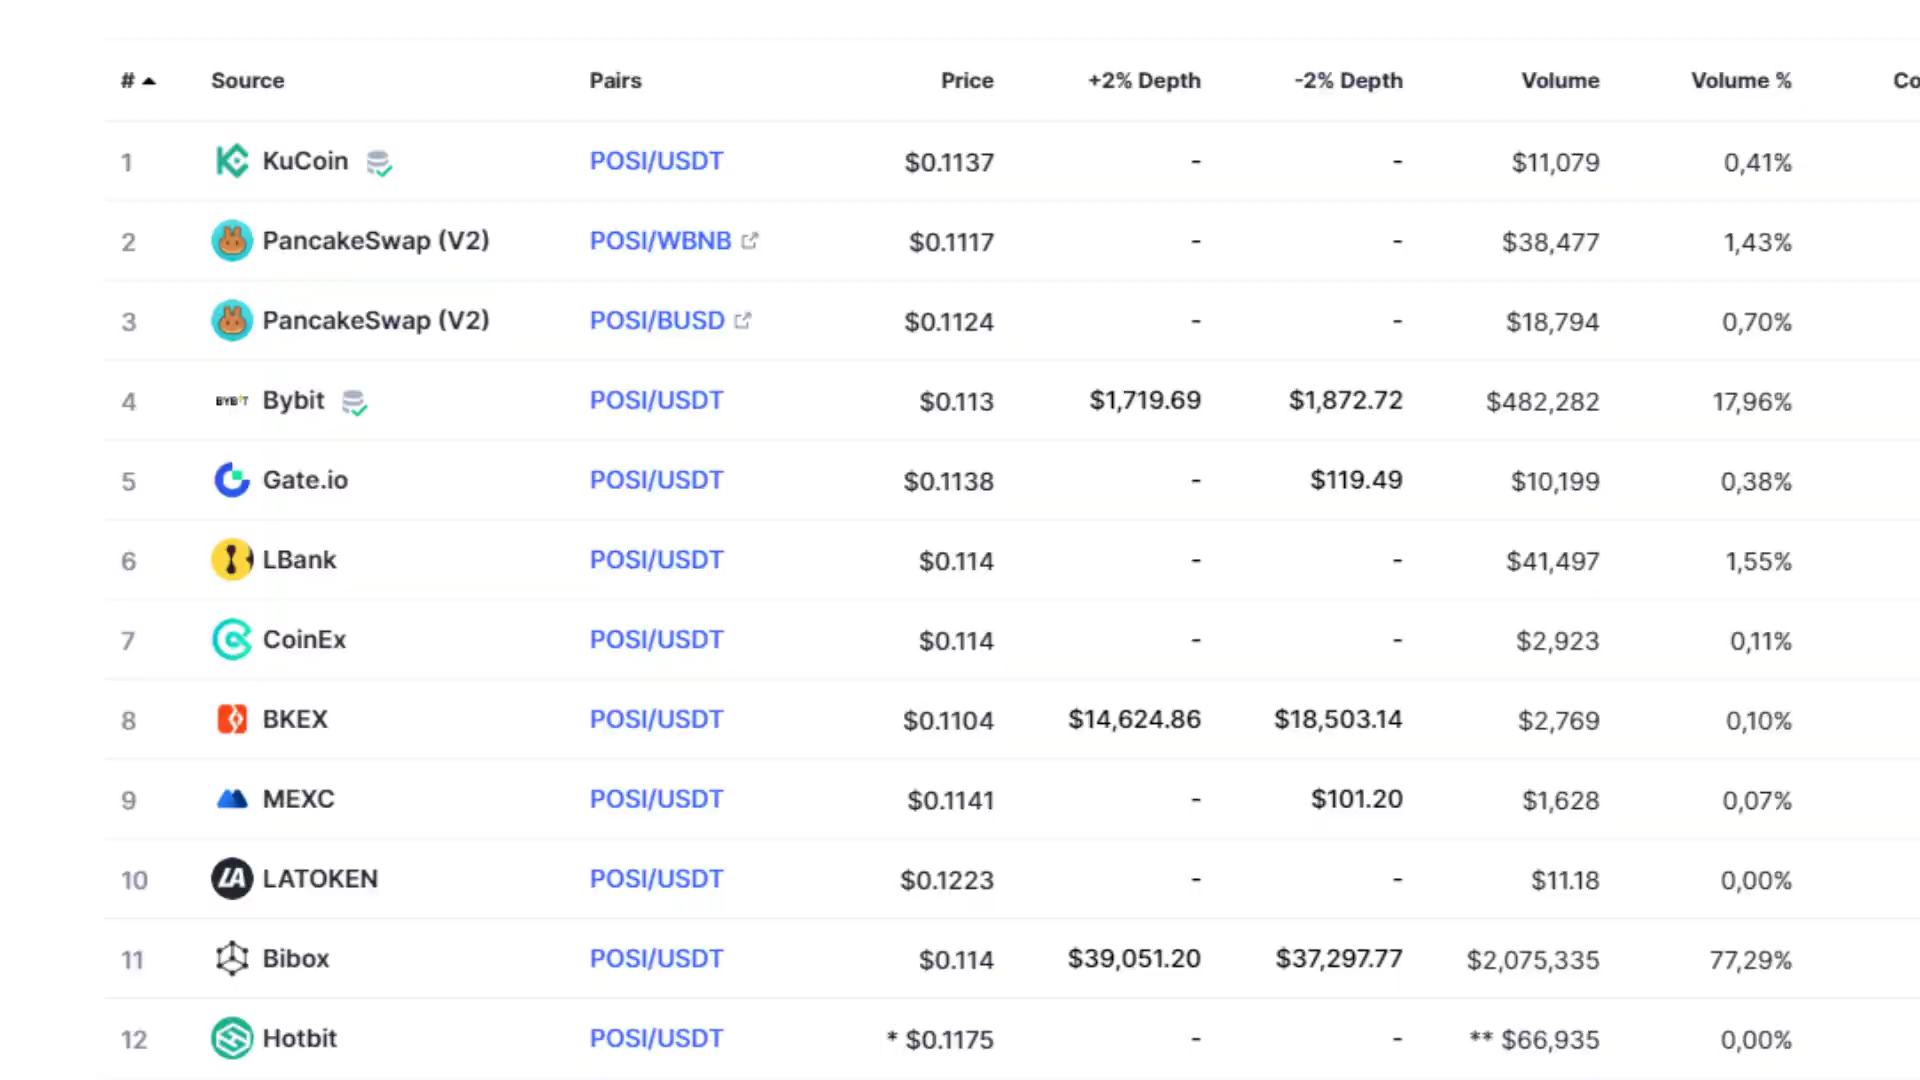 # Source Pairs Price +2% Depth -2% Depth Volume Volume % Co
1 KuCoin POSI/USDT $0.1137 - - $11,079 0,41%
2 PancakeSwap (V2) POSI/WBNB $0.1117 - - $38,477 1,43%
3 PancakeSwap (V2) POSI/BUSD $0.1124 - - $18,794 0,70%
4 BYBIT Bybit POSI/USDT $0.113 $1,719.69 $1,872.72 $482,282 17,96%
5 Gate.io POSI/USDT $0.1138 - $119.49 $10,199 0,38%
6 LBank POSI/USDT $0.114 - - $41,497 1,55%
7 CoinEx POSI/USDT $0.114 - - $2,923 0,11%
8 BKEX POSI/USDT $0.1104 $14,624.86 $18,503.14 $2,769 0,10%
9 MEXC POSI/USDT $0.1141 - $101.20 $1,628 0,07%
10 LA LATOKEN POSI/USDT $0.1223 - - $11.18 0,00%
11 Bibox POSI/USDT $0.114 $39,051.20 $37,297.77 $2,075,335 77,29%
12 Hotbit POSI/USDT * $0.1175 - - ** $66,935 0,00%